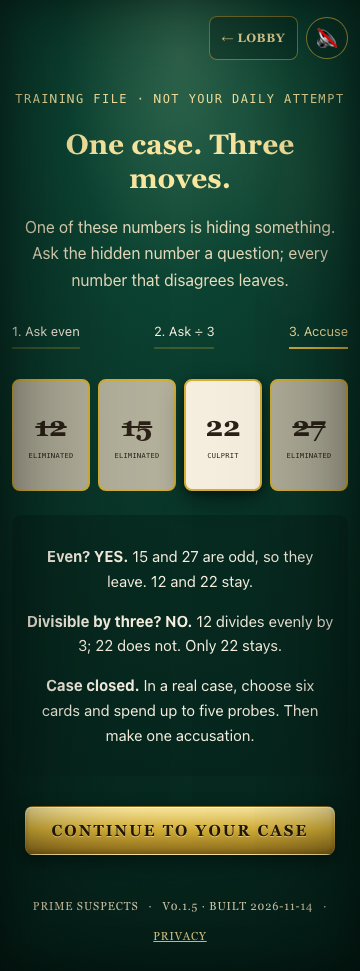 ← LOBBY
TRAINING FILE · NOT YOUR DAILY ATTEMPT
One case. Three
moves.
One of these numbers is hiding something.
Ask the hidden number a question; every
number that disagrees leaves.
1. Ask even 2. Ask ÷ 3 3. Accuse
12 15 22 27
ELIMINATED ELIMINATED CULPRIT ELIMINATED
Even? YES. 15 and 27 are odd, so they
leave. 12 and 22 stay.
Divisible by three? NO. 12 divides evenly by
3; 22 does not. Only 22 stays.
Case closed. In a real case, choose six
cards and spend up to five probes. Then
make one accusation.
CONTINUE TO YOUR CASE
PRIME SUSPECTS · V0.1.5 · BUILT 2026-11-14 ·
PRIVACY